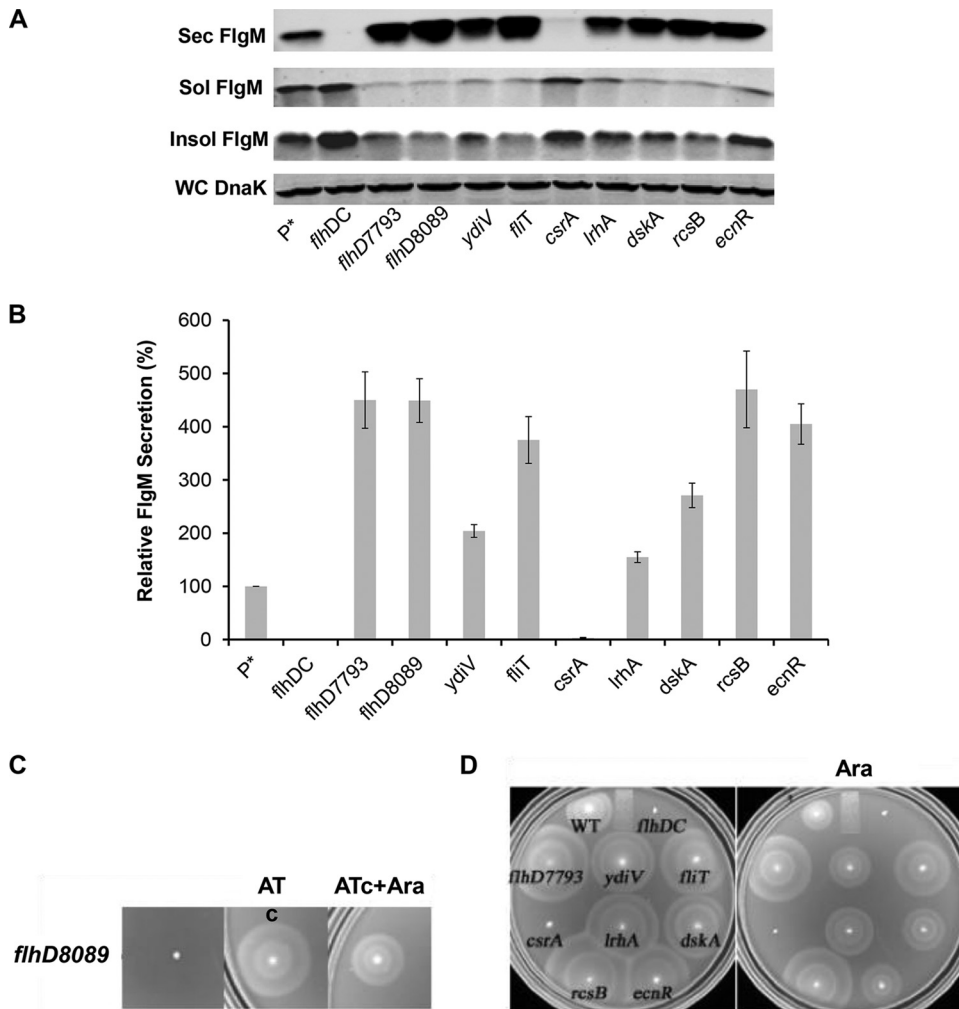 A
Sec FlgM
Sol FlgM
Insol FlgM
WC DnaK
P* flhDC flhD7793 flhD8089 ydiV fliT csrA lrhA dskA rcsB ecnR
B
Relative FlgM Secretion (%)
600
500
400
300
200
100
0
P* flhDC flhD7793 flhD8089 ydiV fliT csrA lrhA dskA rcsB ecnR
C
AT
c
ATc+Ara
flhD8089
D
Ara
WT flhDC
flhD7793 ydiV fliT
csrA lrhA dskA
rcsB ecnR